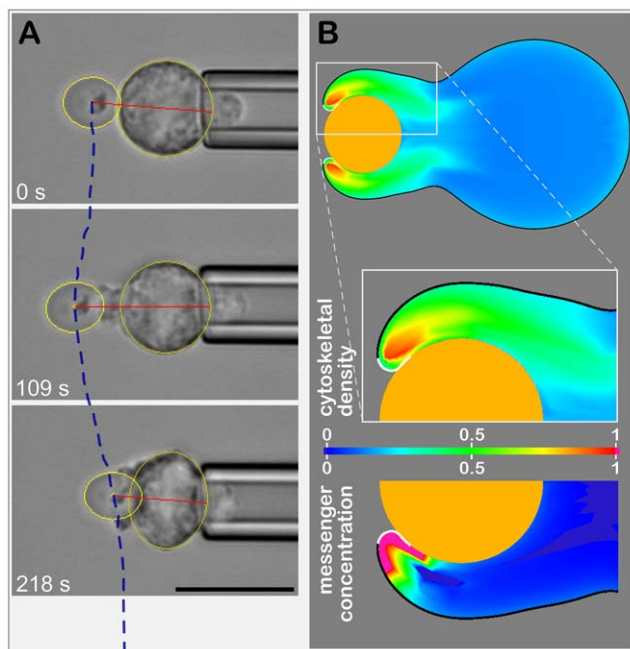 A
B
0 s
109 s
218 s
cytoskeletal
density
0 0.5 1
0 0.5 1
messenger
concentration